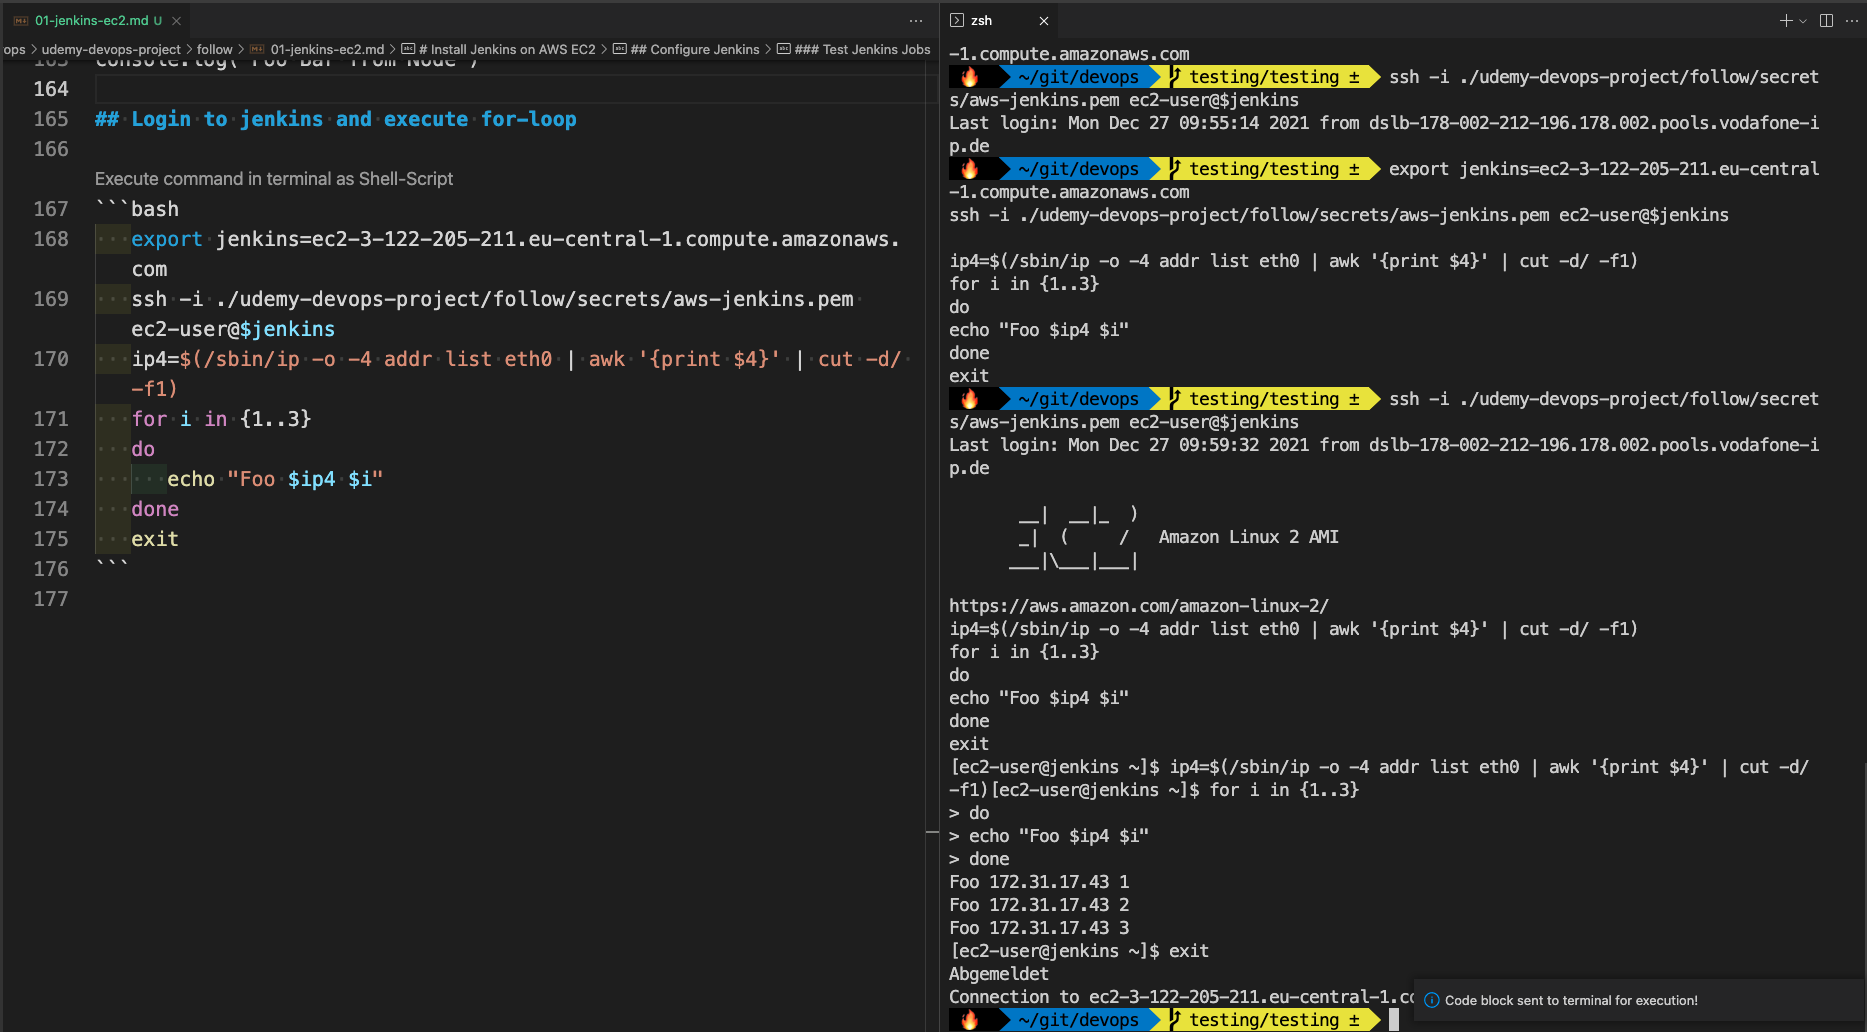 01-jenkins-ec2.md U
ops > udemy-devops-project > follow > 01-jenkins-ec2.md > # Install Jenkins on AWS EC2 > ## Configure Jenkins > ### Test Jenkins Jobs
163 console.log("Foo Bar from Node")
164
165 ## Login to jenkins and execute for-loop
166
Execute command in terminal as Shell-Script
167 ```bash
168 export jenkins=ec2-3-122-205-211.eu-central-1.compute.amazonaws.
com
169 ssh -i ./udemy-devops-project/follow/secrets/aws-jenkins.pem
ec2-user@$jenkins
170 ip4=$(/sbin/ip -o -4 addr list eth0 | awk '{print $4}' | cut -d/
-f1)
171 for i in {1..3}
172 do
173 echo "Foo $ip4 $i"
174 done
175 exit
176 ```
177
zsh
-1.compute.amazonaws.com
~/git/devops testing/testing ± ssh -i ./udemy-devops-project/follow/secret
s/aws-jenkins.pem ec2-user@$jenkins
Last login: Mon Dec 27 09:55:14 2021 from dslb-178-002-212-196.178.002.pools.vodafone-i
p.de
~/git/devops testing/testing ± export jenkins=ec2-3-122-205-211.eu-central
-1.compute.amazonaws.com
ssh -i ./udemy-devops-project/follow/secrets/aws-jenkins.pem ec2-user@$jenkins
ip4=$(/sbin/ip -o -4 addr list eth0 | awk '{print $4}' | cut -d/ -f1)
for i in {1..3}
do
echo "Foo $ip4 $i"
done
exit
~/git/devops testing/testing ± ssh -i ./udemy-devops-project/follow/secret
s/aws-jenkins.pem ec2-user@$jenkins
Last login: Mon Dec 27 09:59:32 2021 from dslb-178-002-212-196.178.002.pools.vodafone-i
p.de
__|  __|_  )
_|  (     /   Amazon Linux 2 AMI
___|\___|___|
https://aws.amazon.com/amazon-linux-2/
ip4=$(/sbin/ip -o -4 addr list eth0 | awk '{print $4}' | cut -d/ -f1)
for i in {1..3}
do
echo "Foo $ip4 $i"
done
exit
[ec2-user@jenkins ~]$ ip4=$(/sbin/ip -o -4 addr list eth0 | awk '{print $4}' | cut -d/
-f1)[ec2-user@jenkins ~]$ for i in {1..3}
> do
> echo "Foo $ip4 $i"
> done
Foo 172.31.17.43 1
Foo 172.31.17.43 2
Foo 172.31.17.43 3
[ec2-user@jenkins ~]$ exit
Abgemeldet
Connection to ec2-3-122-205-211.eu-central-1.co
Code block sent to terminal for execution!
~/git/devops testing/testing ±